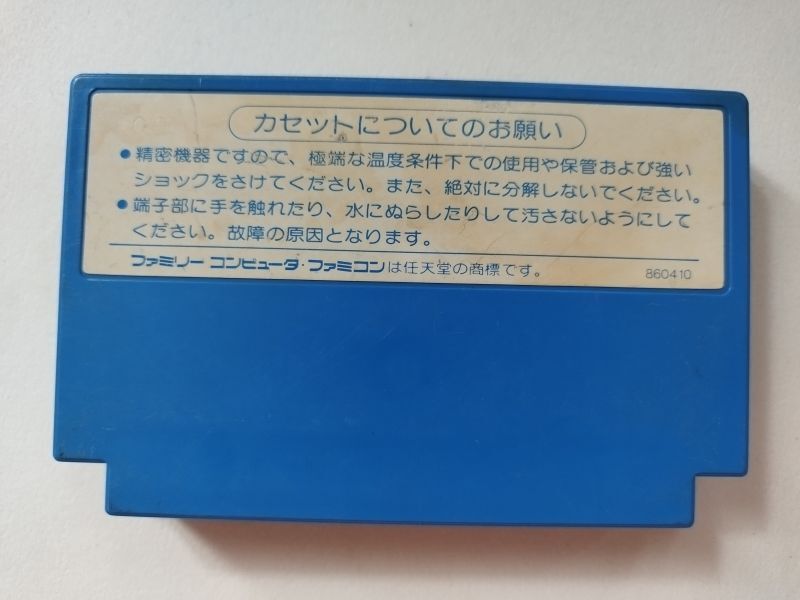 カセットについてのお願い
●精密機器ですので、極端な温度条件下での使用や保管および強い
ショックをさけてください。また、絶対に分解しないでください。
●端子部に手を触れたり、水にぬらしたりして汚さないようにして
ください。故障の原因となります。
ファミリー コンピュータ・ファミコンは任天堂の商標です。 860410